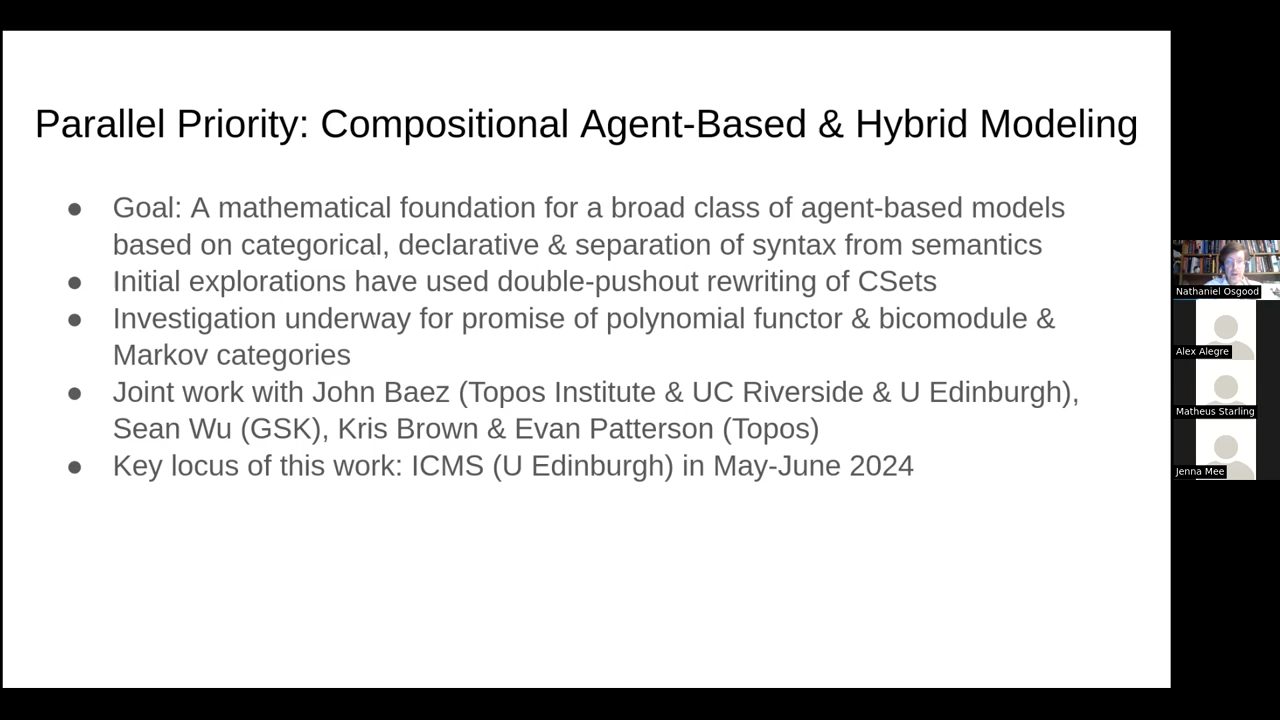 Parallel Priority: Compositional Agent-Based & Hybrid Modeling
● Goal: A mathematical foundation for a broad class of agent-based models
based on categorical, declarative & separation of syntax from semantics
● Initial explorations have used double-pushout rewriting of CSets
● Investigation underway for promise of polynomial functor & bicomodule &
Markov categories
● Joint work with John Baez (Topos Institute & UC Riverside & U Edinburgh),
Sean Wu (GSK), Kris Brown & Evan Patterson (Topos)
● Key locus of this work: ICMS (U Edinburgh) in May-June 2024
Nathaniel Osgood
Alex Alegre
Matheus Starling
Jenna Mee